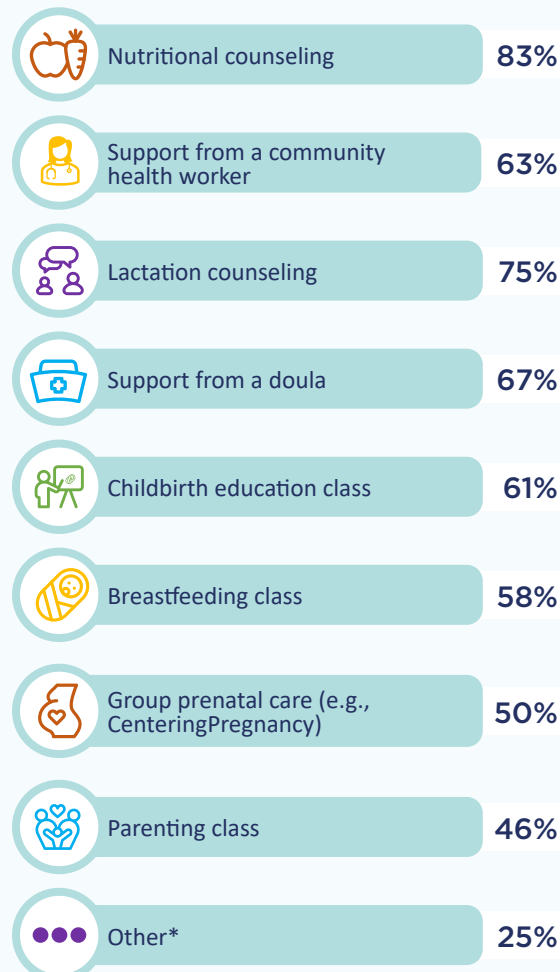 Nutritional counseling 83%
Support from a community
health worker 63%
Lactation counseling 75%
Support from a doula 67%
Childbirth education class 61%
Breastfeeding class 58%
Group prenatal care (e.g.,
CenteringPregnancy) 50%
Parenting class 46%
Other* 25%